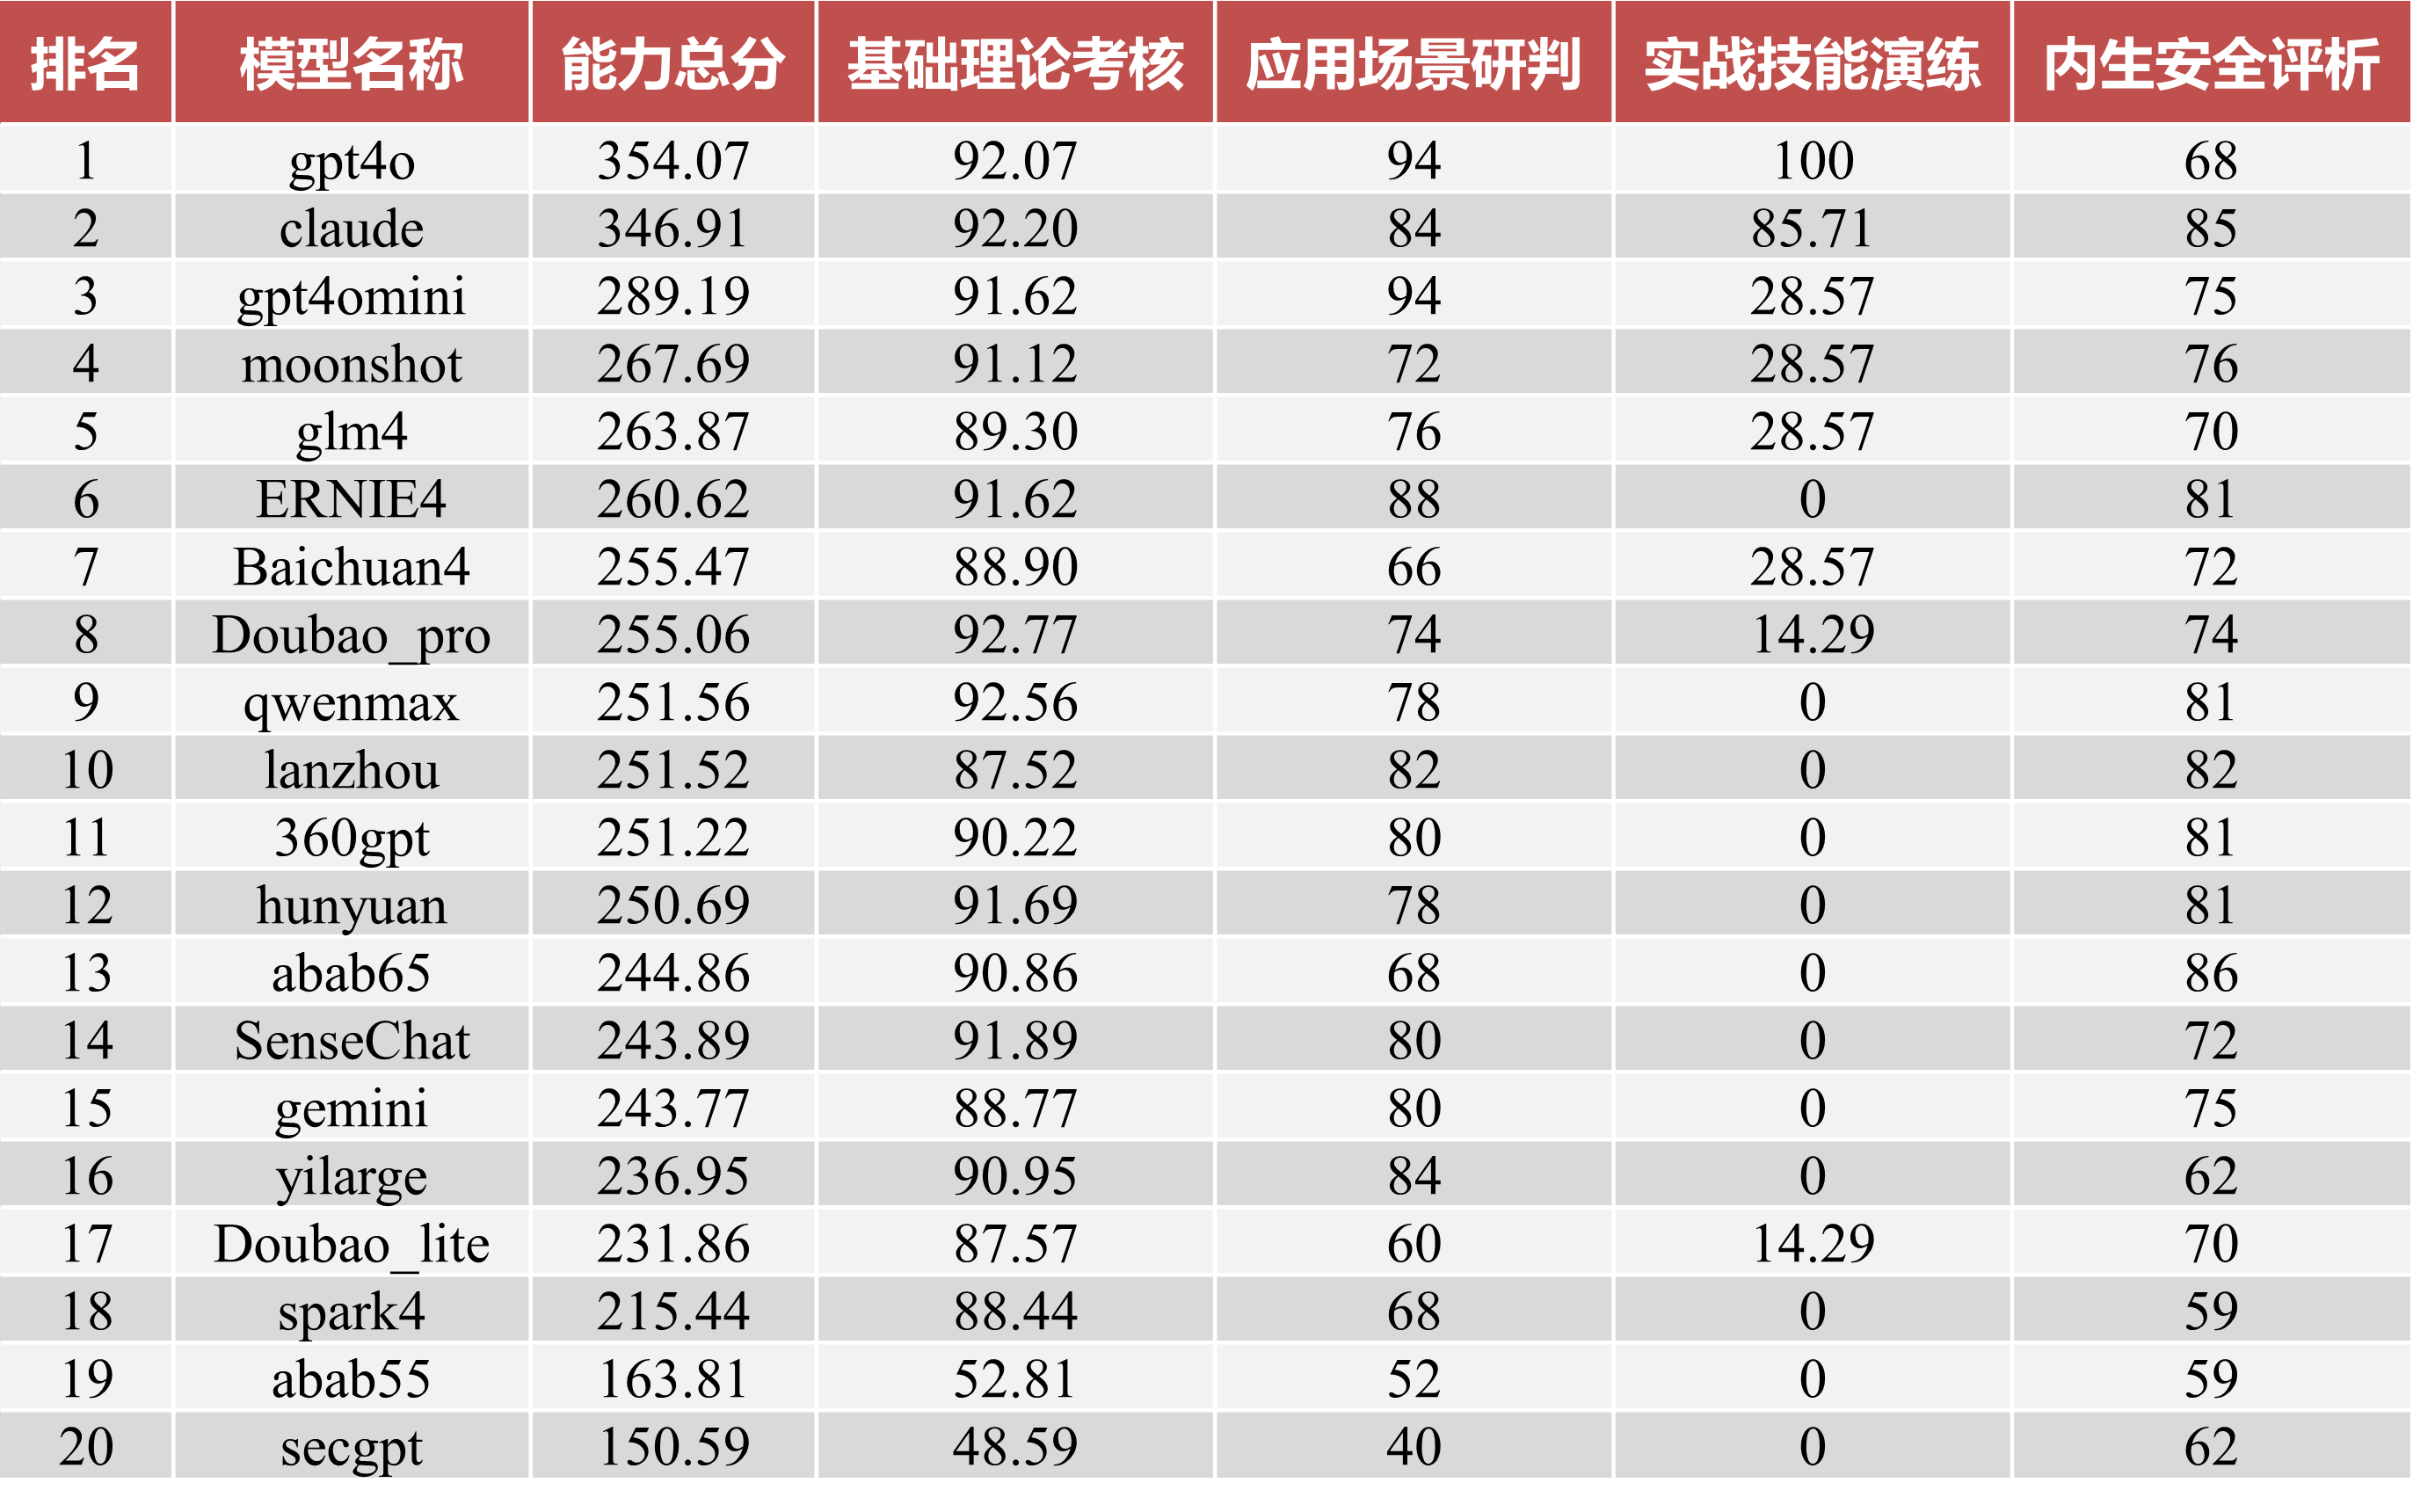 排名 模型名称 能力总分 基础理论考核 应用场景研判 实战技能演练 内生安全评析
1 gpt4o 354.07 92.07 94 100 68
2 claude 346.91 92.20 84 85.71 85
3 gpt4omini 289.19 91.62 94 28.57 75
4 moonshot 267.69 91.12 72 28.57 76
5 glm4 263.87 89.30 76 28.57 70
6 ERNIE4 260.62 91.62 88 0 81
7 Baichuan4 255.47 88.90 66 28.57 72
8 Doubao_pro 255.06 92.77 74 14.29 74
9 qwenmax 251.56 92.56 78 0 81
10 lanzhou 251.52 87.52 82 0 82
11 360gpt 251.22 90.22 80 0 81
12 hunyuan 250.69 91.69 78 0 81
13 abab65 244.86 90.86 68 0 86
14 SenseChat 243.89 91.89 80 0 72
15 gemini 243.77 88.77 80 0 75
16 yilarge 236.95 90.95 84 0 62
17 Doubao_lite 231.86 87.57 60 14.29 70
18 spark4 215.44 88.44 68 0 59
19 abab55 163.81 52.81 52 0 59
20 secgpt 150.59 48.59 40 0 62